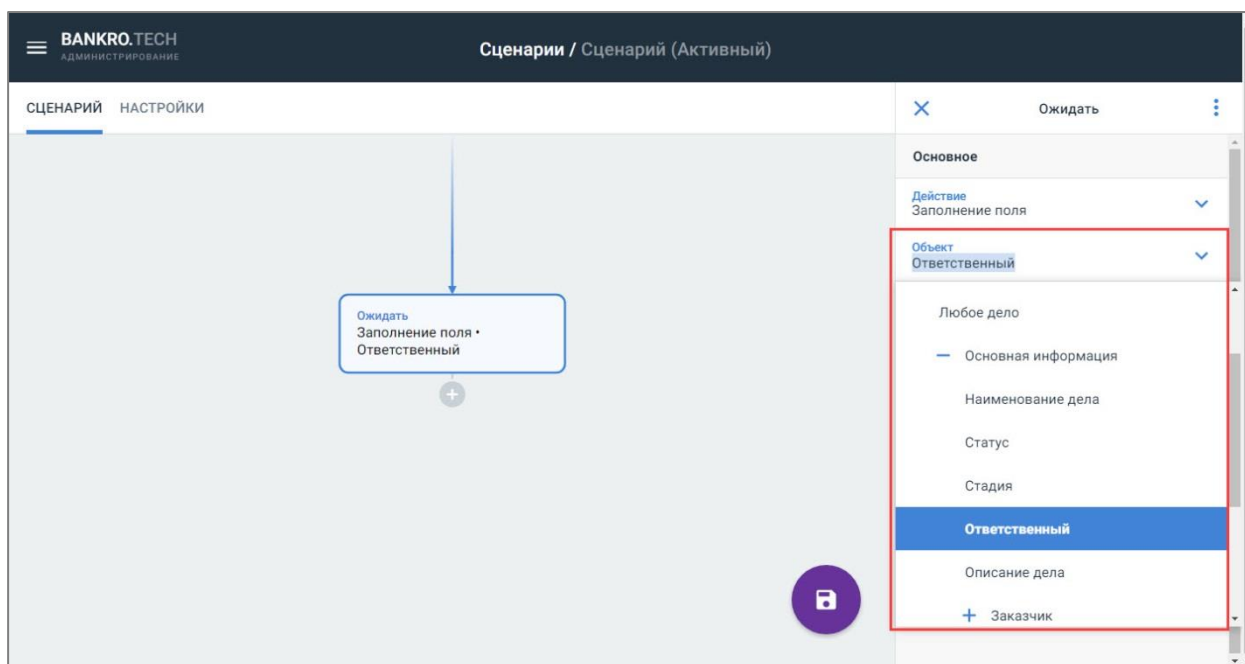 BANKRO.TECH
АДМИНИСТРИРОВАНИЕ
Сценарии / Сценарий (Активный)
СЦЕНАРИЙ НАСТРОЙКИ
Ожидать
Основное
Действие
Заполнение поля
Объект
Ответственный
Любое дело
Основная информация
Наименование дела
Статус
Стадия
Ответственный
Описание дела
Заказчик
Ожидать
Заполнение поля •
Ответственный